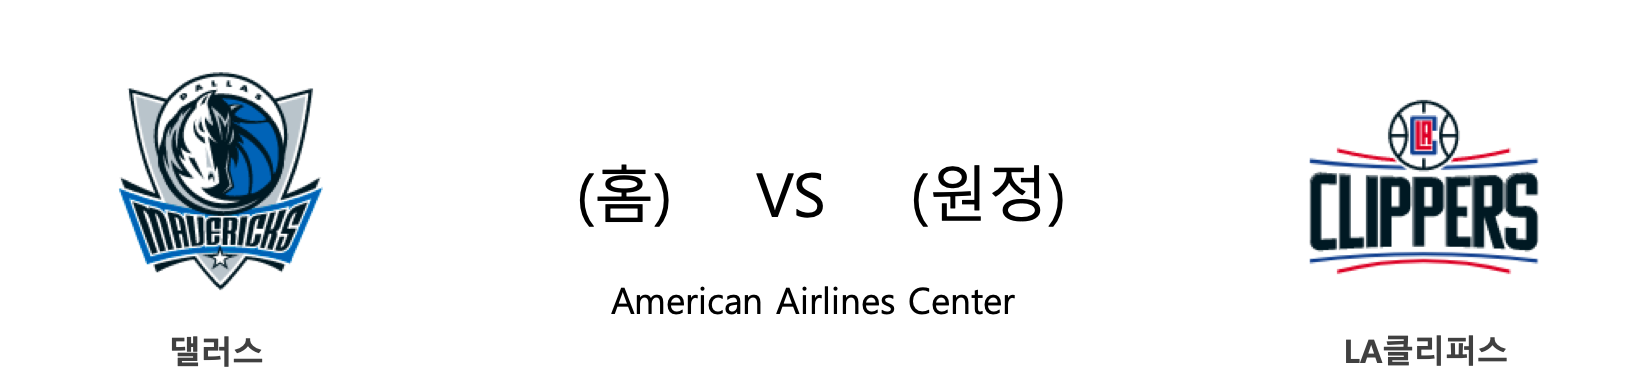 DALLAS
MAVERICKS
댈러스
(홈) VS (원정)
American Airlines Center
LA
CLIPPERS
LA클리퍼스